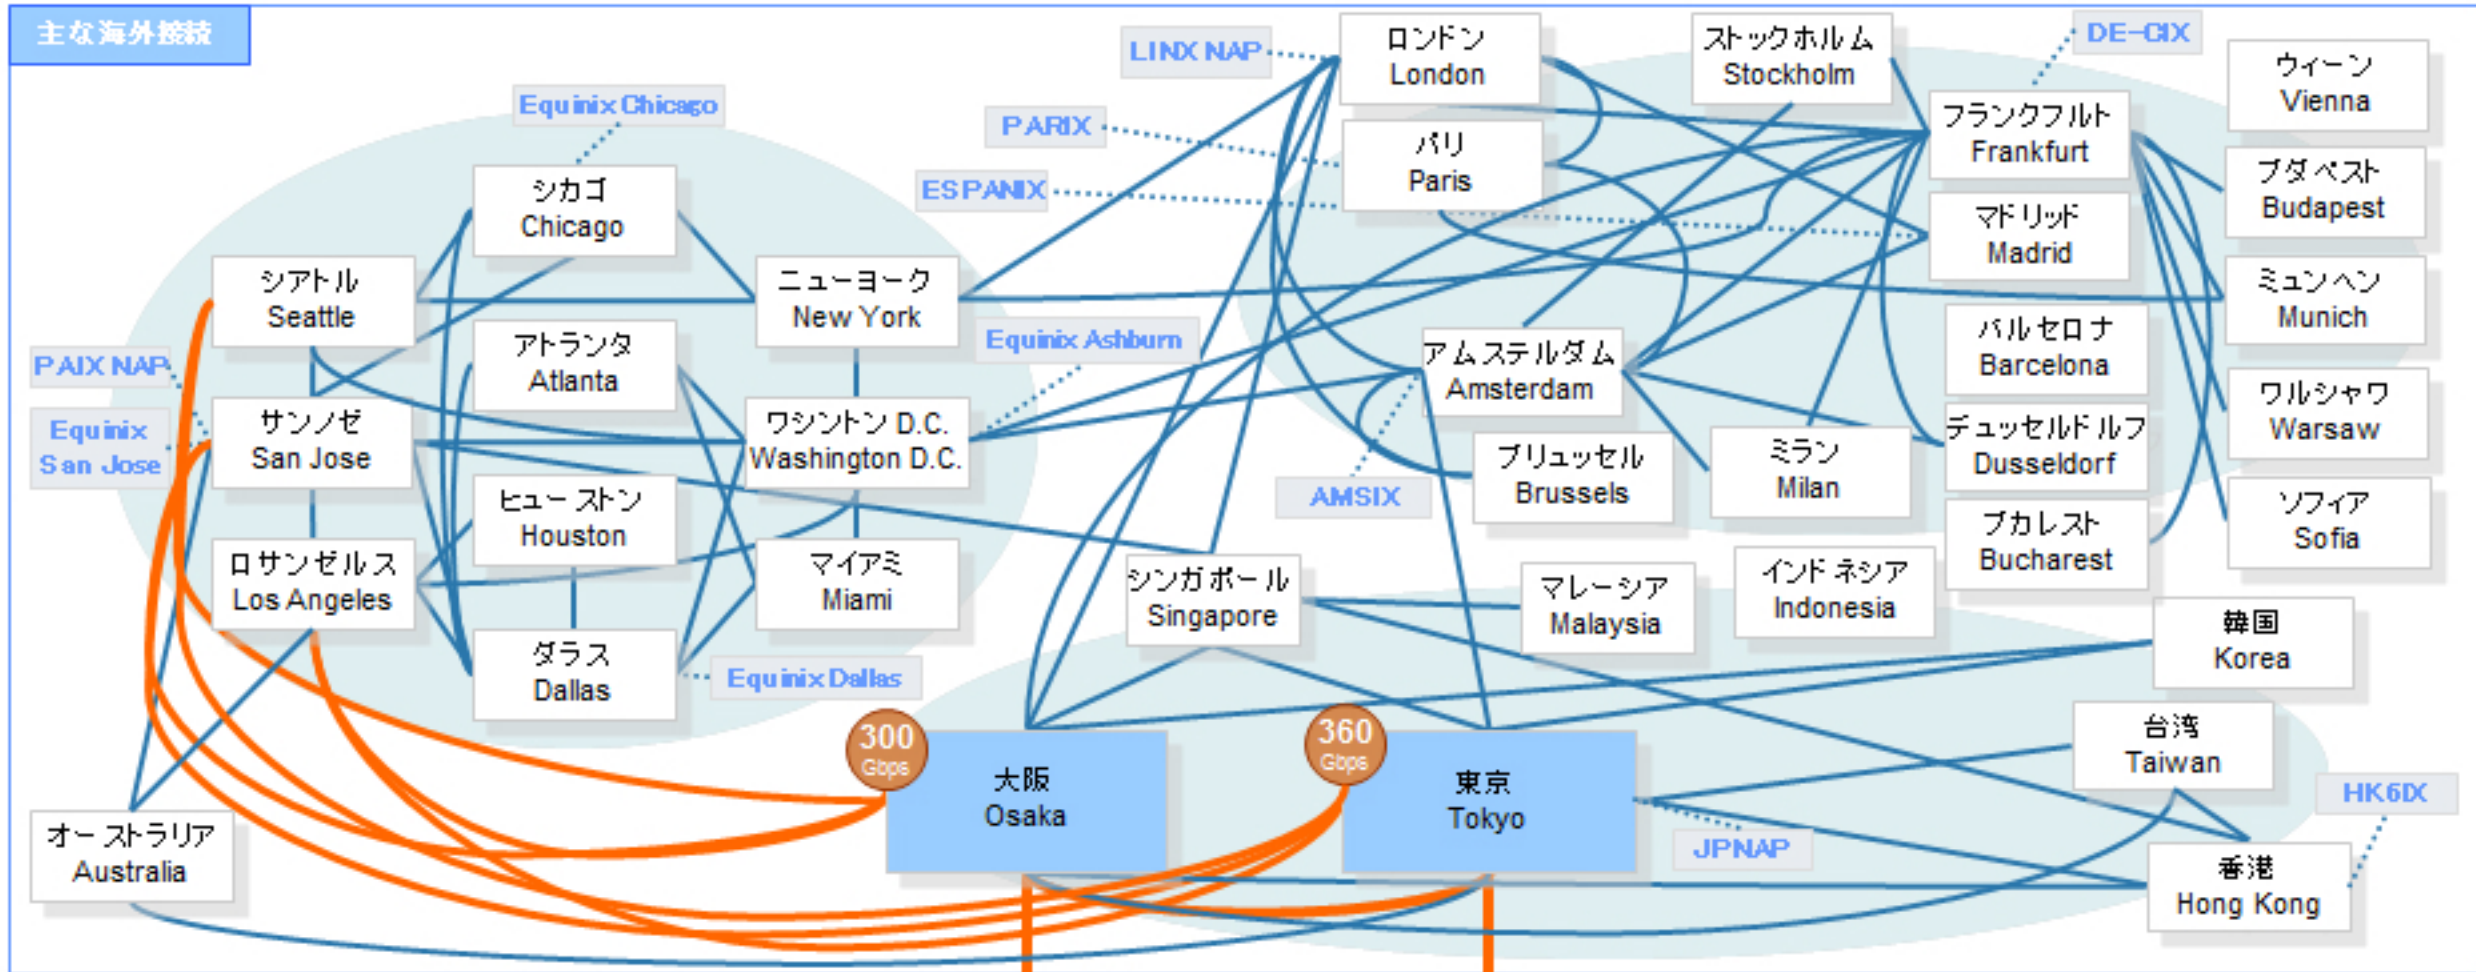 主な海外接続
LINX NAP
ロンドン
London
ストックホルム
Stockholm
DE-CIX
ウィーン
Vienna
Equinix Chicago
PARIX
パリ
Paris
フランクフルト
Frankfurt
ブダペスト
Budapest
シカゴ
Chicago
ESPANIX
マドリッド
Madrid
シアトル
Seattle
ニューヨーク
New York
ミュンヘン
Munich
PAIX NAP
アトランタ
Atlanta
Equinix Ashburn
アムステルダム
Amsterdam
バルセロナ
Barcelona
Equinix
San Jose
サンノゼ
San Jose
ワシントン D.C.
Washington D.C.
ワルシャワ
Warsaw
デュッセルドルフ
Dusseldorf
ヒューストン
Houston
AMSIX
ブリュッセル
Brussels
ミラン
Milan
ソフィア
Sofia
ロサンゼルス
Los Angeles
マイアミ
Miami
シンガポール
Singapore
マレーシア
Malaysia
インドネシア
Indonesia
ブカレスト
Bucharest
ダラス
Dallas
Equinix Dallas
韓国
Korea
300
Gbps
大阪
Osaka
360
Gbps
東京
Tokyo
台湾
Taiwan
HK6IX
オーストラリア
Australia
JPNAP
香港
Hong Kong